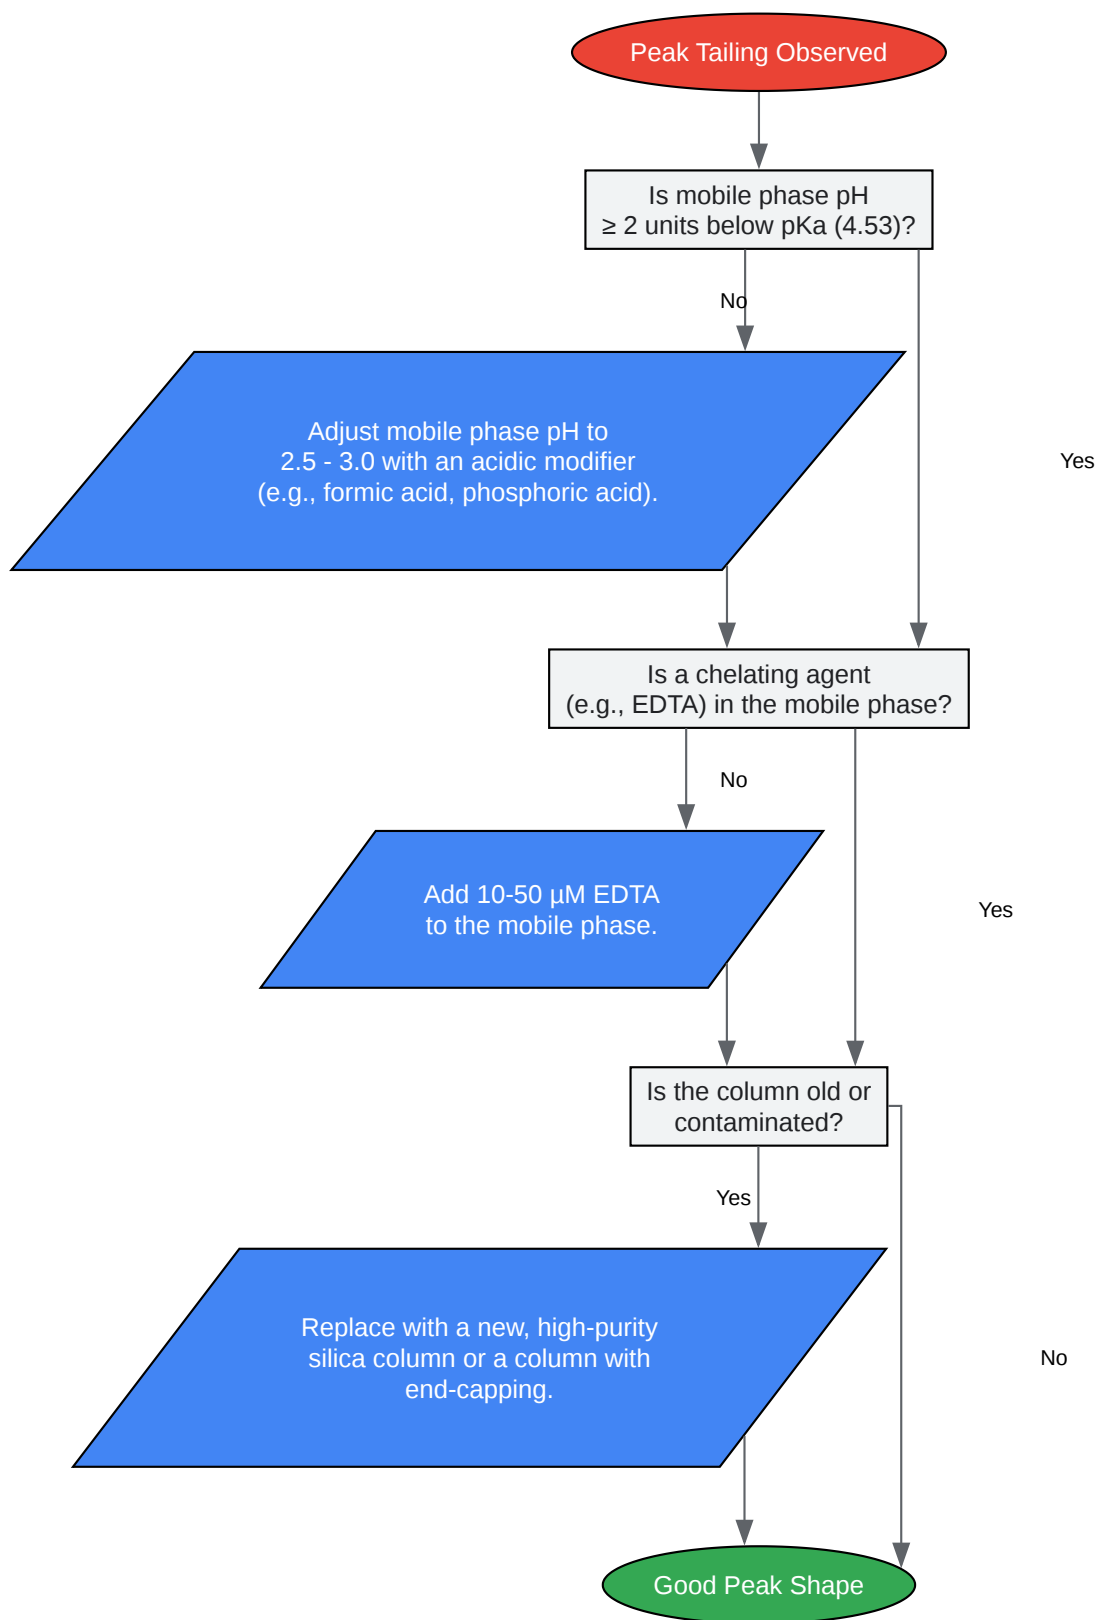 Peak Tailing Observed
Is mobile phase pH
≥ 2 units below pKa (4.53)?
No
Adjust mobile phase pH to
2.5 - 3.0 with an acidic modifier
(e.g., formic acid, phosphoric acid).
Yes
Is a chelating agent
(e.g., EDTA) in the mobile phase?
No
Add 10-50 µM EDTA
to the mobile phase.
Yes
Is the column old or
contaminated?
Yes
Replace with a new, high-purity
silica column or a column with
end-capping.
No
Good Peak Shape